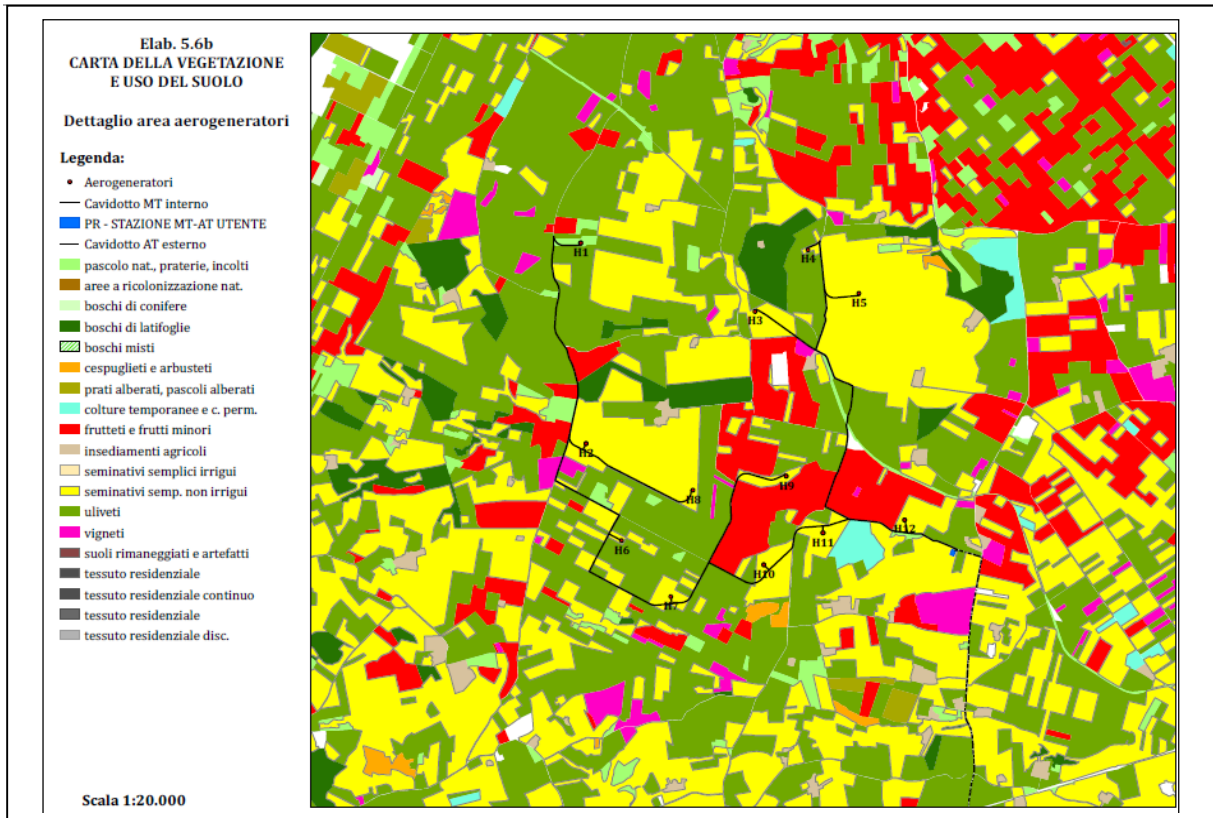 Elab. 5.6b
CARTA DELLA VEGETAZIONE
E USO DEL SUOLO
Dettaglio area aerogeneratori
Legenda:
Aerogeneratori
Cavidotto MT interno
PR - STAZIONE MT-AT UTENTE
Cavidotto AT esterno
pascolo nat., praterie, incolti
aree a ricolonizzazione nat.
boschi di conifere
boschi di latifoglie
boschi misti
cespuglieti e arbusteti
prati alberati, pascoli alberati
colture temporanee e c. perm.
frutteti e frutti minori
insediamenti agricoli
seminativi semplici irrigui
seminativi semp. non irrigui
uliveti
vigneti
suoli rimaneggiati e artefatti
tessuto residenziale
tessuto residenziale continuo
tessuto residenziale
tessuto residenziale disc.
Scala 1:20.000
H1
H4
H5
H3
H2
H8
H9
H12
H11
H6
H10
H7